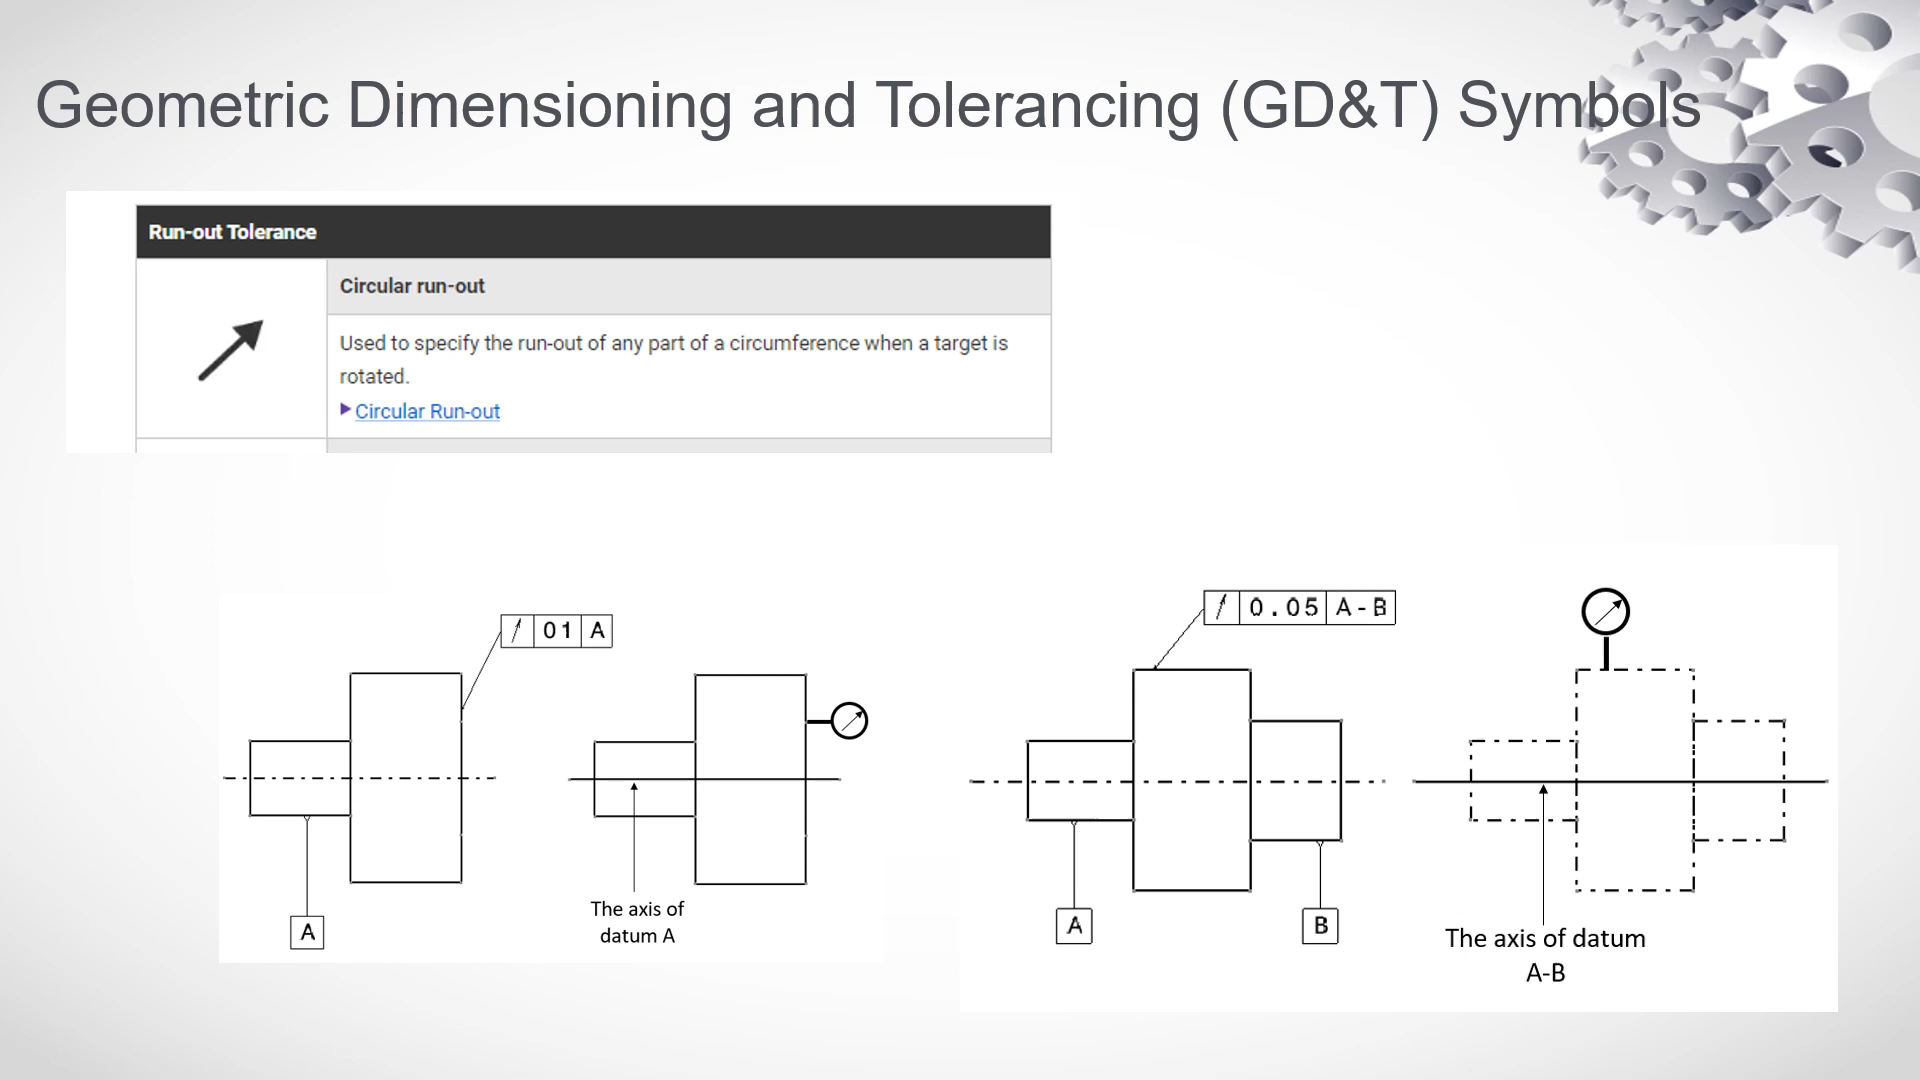 Geometric Dimensioning and Tolerancing (GD&T) Symbols
Run-out Tolerance
Circular run-out
Used to specify the run-out of any part of a circumference when a target is
rotated.
Circular Run-out
01 A
A
The axis of
datum A
0.05 A-B
A
B
The axis of datum
A-B